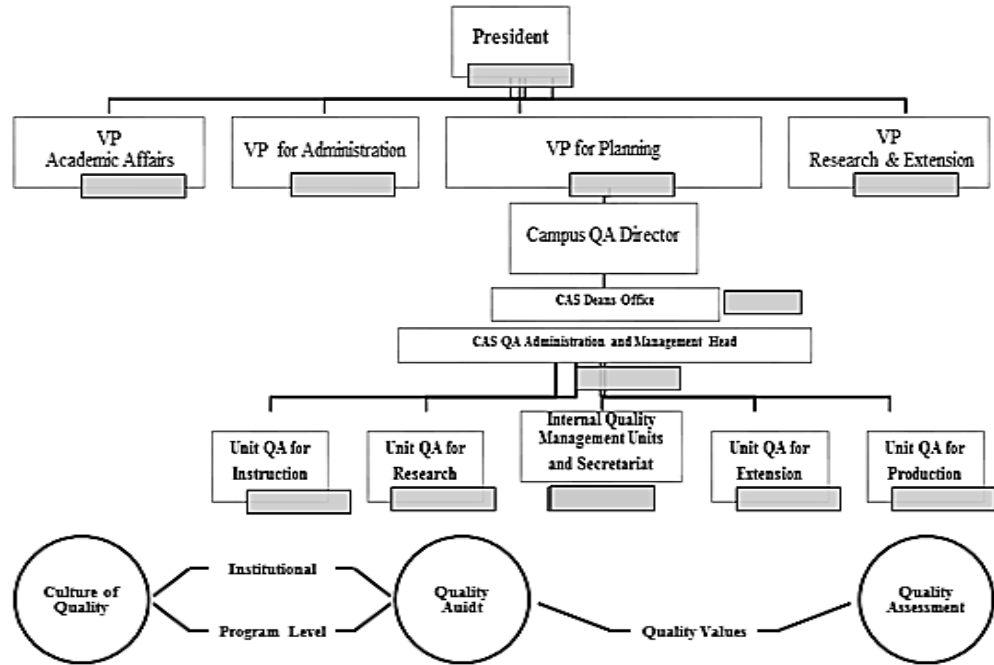 President
VP
Academic Affairs
VP for Administration
VP for Planning
VP
Research & Extension
Campus QA Director
CAS Deans Office
CAS QA Administration and Management Head
Unit QA for
Instruction
Unit QA for
Research
Internal Quality
Management Units
and Secretariat
Unit QA for
Extension
Unit QA for
Production
Culture of
Quality
Institutional
Program Level
Quality
Auidt
Quality Values
Quality
Assessment